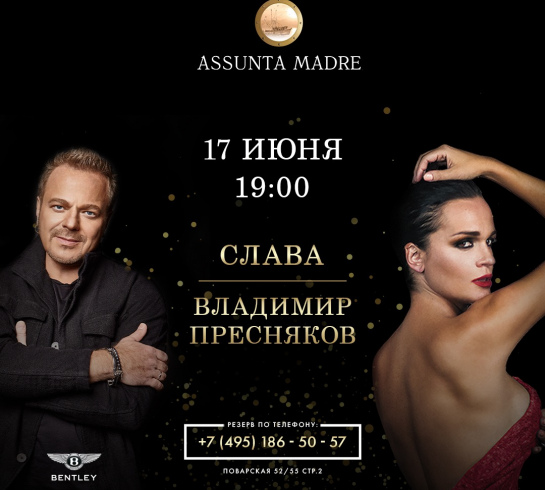 ASSUNTA MADRE
17 ИЮНЯ
19:00
СЛАВА
ВЛАДИМИР
ПРЕСНЯКОВ
РЕЗЕРВ ПО ТЕЛЕФОНУ:
+7 (495) 186 - 50 - 57
ПОВАРСКАЯ 52/55 СТР.2
B
BENTLEY